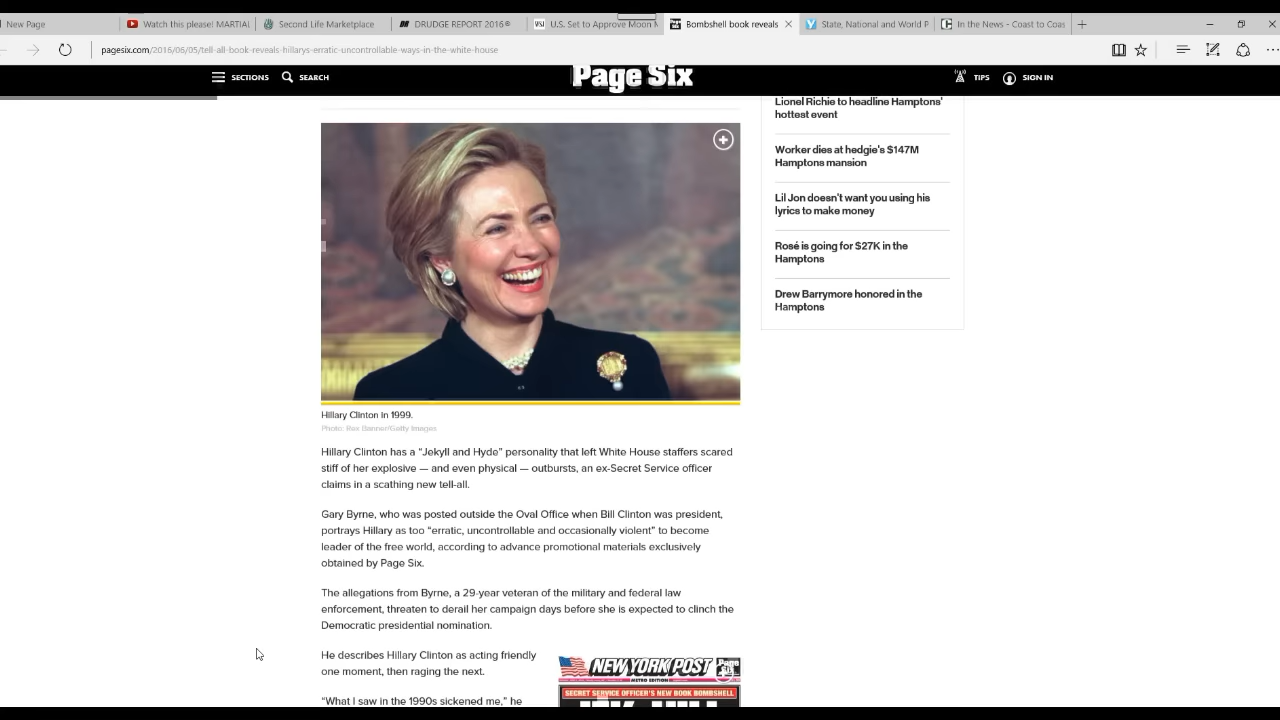 New Page
Watch this please! MARTIAL
Second Life Marketplace
DRUDGE REPORT 2016®
U.S. Set to Approve Moon M
Bombshell book reveals
State, National and World P
In the News - Coast to Coas
pagesix.com/2016/06/05/tell-all-book-reveals-hillarys-erratic-uncontrollable-ways-in-the-white-house
SECTIONS
SEARCH
Page Six
TIPS
SIGN IN
Lionel Richie to headline Hamptons'
hottest event
Worker dies at hedgie's $147M
Hamptons mansion
Lil Jon doesn't want you using his
lyrics to make money
Rosé is going for $27K in the
Hamptons
Drew Barrymore honored in the
Hamptons
Hillary Clinton in 1999.
Photo: Rex Banner/Getty Images
Hillary Clinton has a “Jekyll and Hyde” personality that left White House staffers scared
stiff of her explosive — and even physical — outbursts, an ex-Secret Service officer
claims in a scathing new tell-all.
Gary Byrne, who was posted outside the Oval Office when Bill Clinton was president,
portrays Hillary as too “erratic, uncontrollable and occasionally violent” to become
leader of the free world, according to advance promotional materials exclusively
obtained by Page Six.
The allegations from Byrne, a 29-year veteran of the military and federal law
enforcement, threaten to derail her campaign days before she is expected to clinch the
Democratic presidential nomination.
He describes Hillary Clinton as acting friendly
one moment, then raging the next.
“What I saw in the 1990s sickened me,” he
NEW YORK POST
METRO EDITION
SECRET SERVICE OFFICER'S NEW BOOK BOMBSHELL